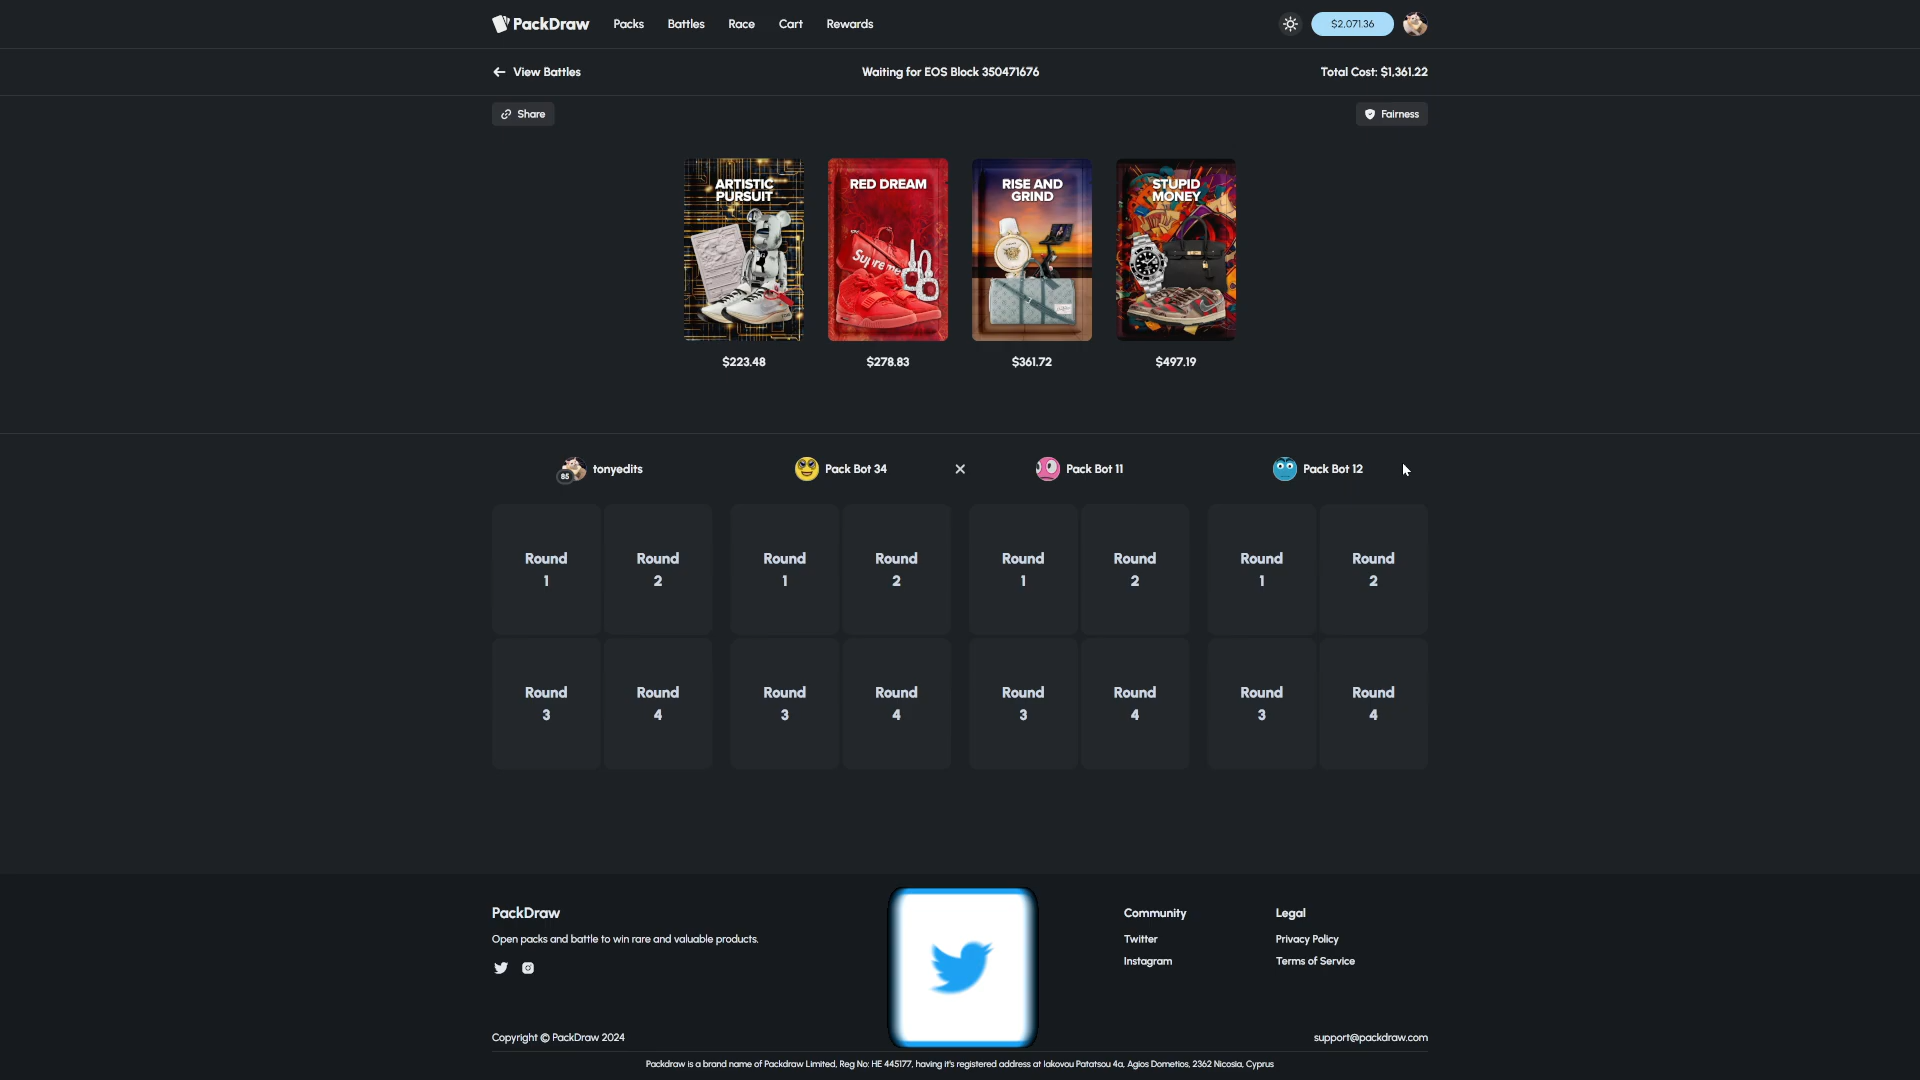 PackDraw
Packs
Battles
Race
Cart
Rewards
$2,071.36
View Battles
Waiting for EOS Block 350471676
Total Cost: $1,361.22
Share
Fairness
ARTISTIC
PURSUIT
RED DREAM
RISE AND
GRIND
STUPID
MONEY
Supreme
$223.48
$278.83
$361.72
$497.19
85
tonyedits
Pack Bot 34
Pack Bot 11
Pack Bot 12
Round
1
Round
2
Round
1
Round
2
Round
1
Round
2
Round
1
Round
2
Round
3
Round
4
Round
3
Round
4
Round
3
Round
4
Round
3
Round
4
PackDraw
Open packs and battle to win rare and valuable products.
Community
Twitter
Instagram
Legal
Privacy Policy
Terms of Service
Copyright © PackDraw 2024
support@packdraw.com
Packdraw is a brand name of Packdraw Limited, Reg No: HE 445177, having it's registered address at Iakovou Patatsou 4a, Agios Dometios, 2362 Nicosia, Cyprus